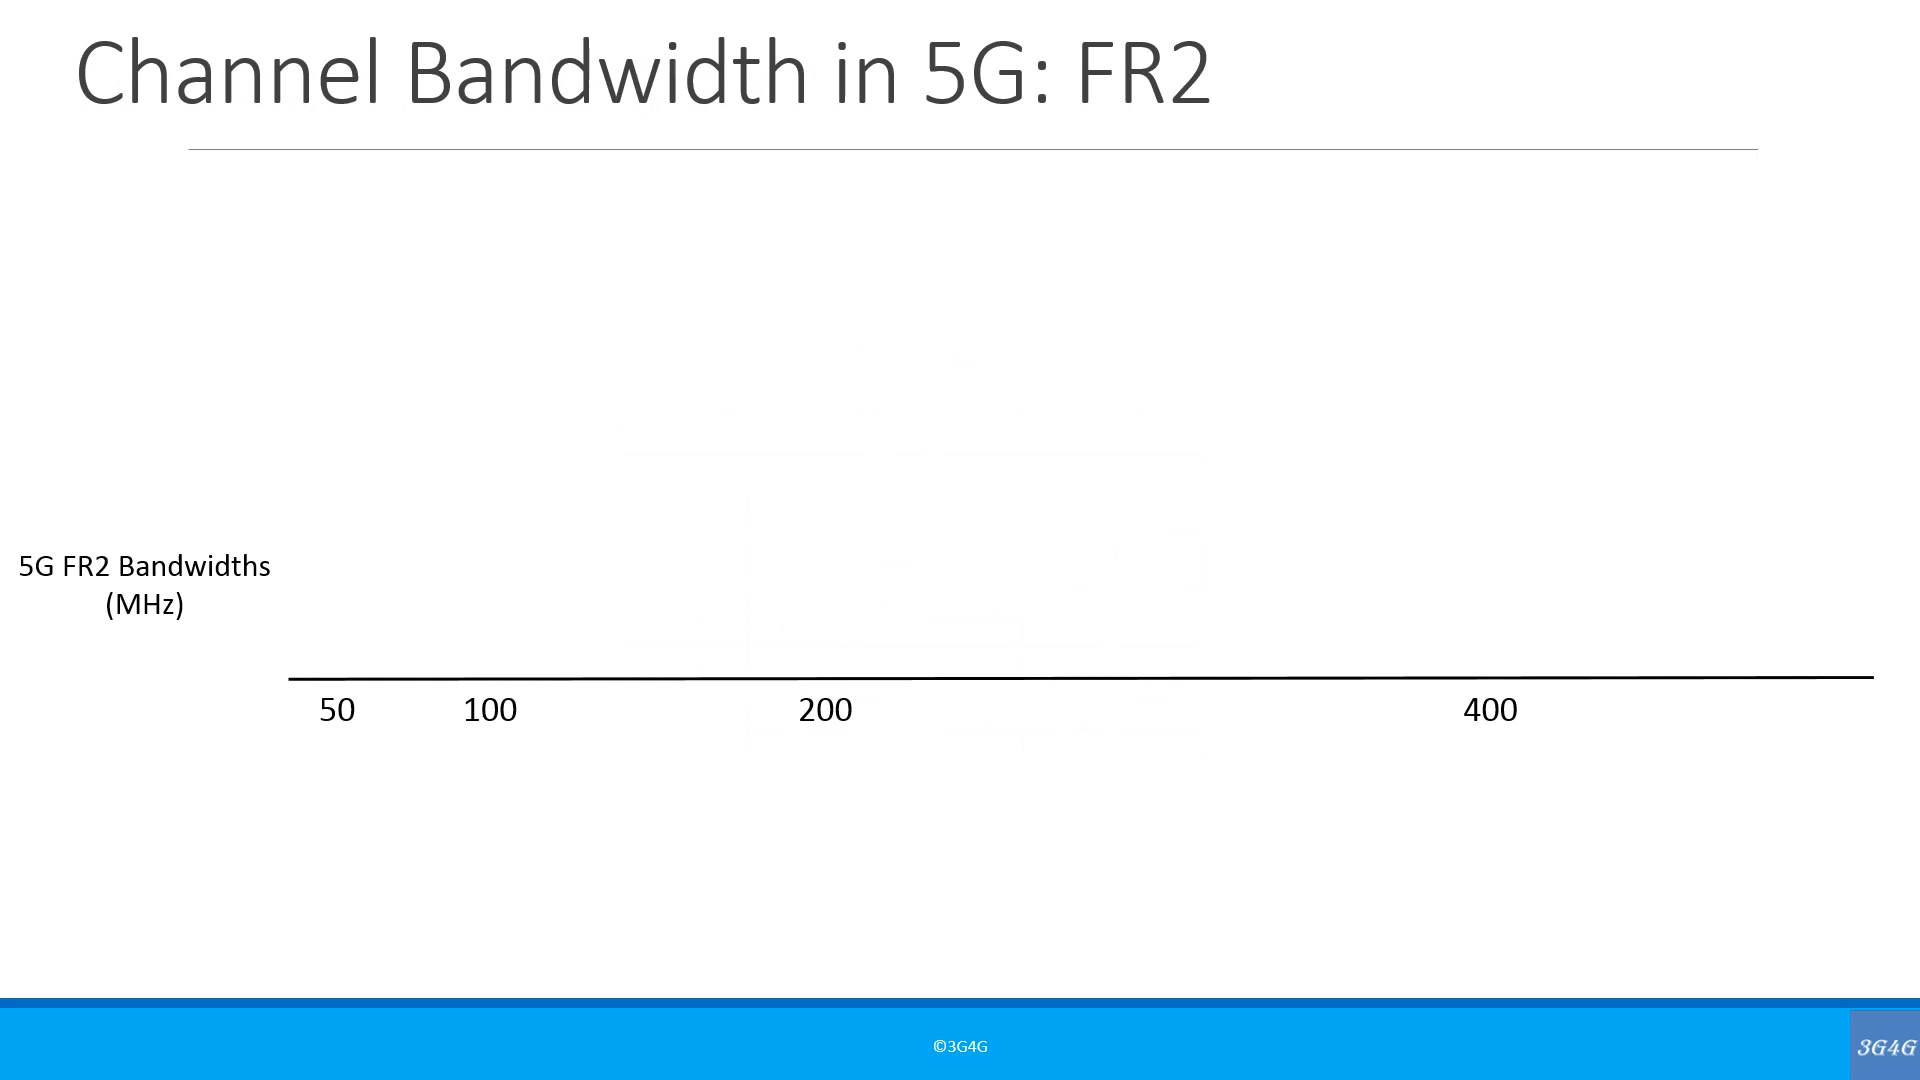 Channel Bandwidth in 5G: FR2
5G FR2 Bandwidths
(MHz)
50 100 200 400
©3G4G
3G4G